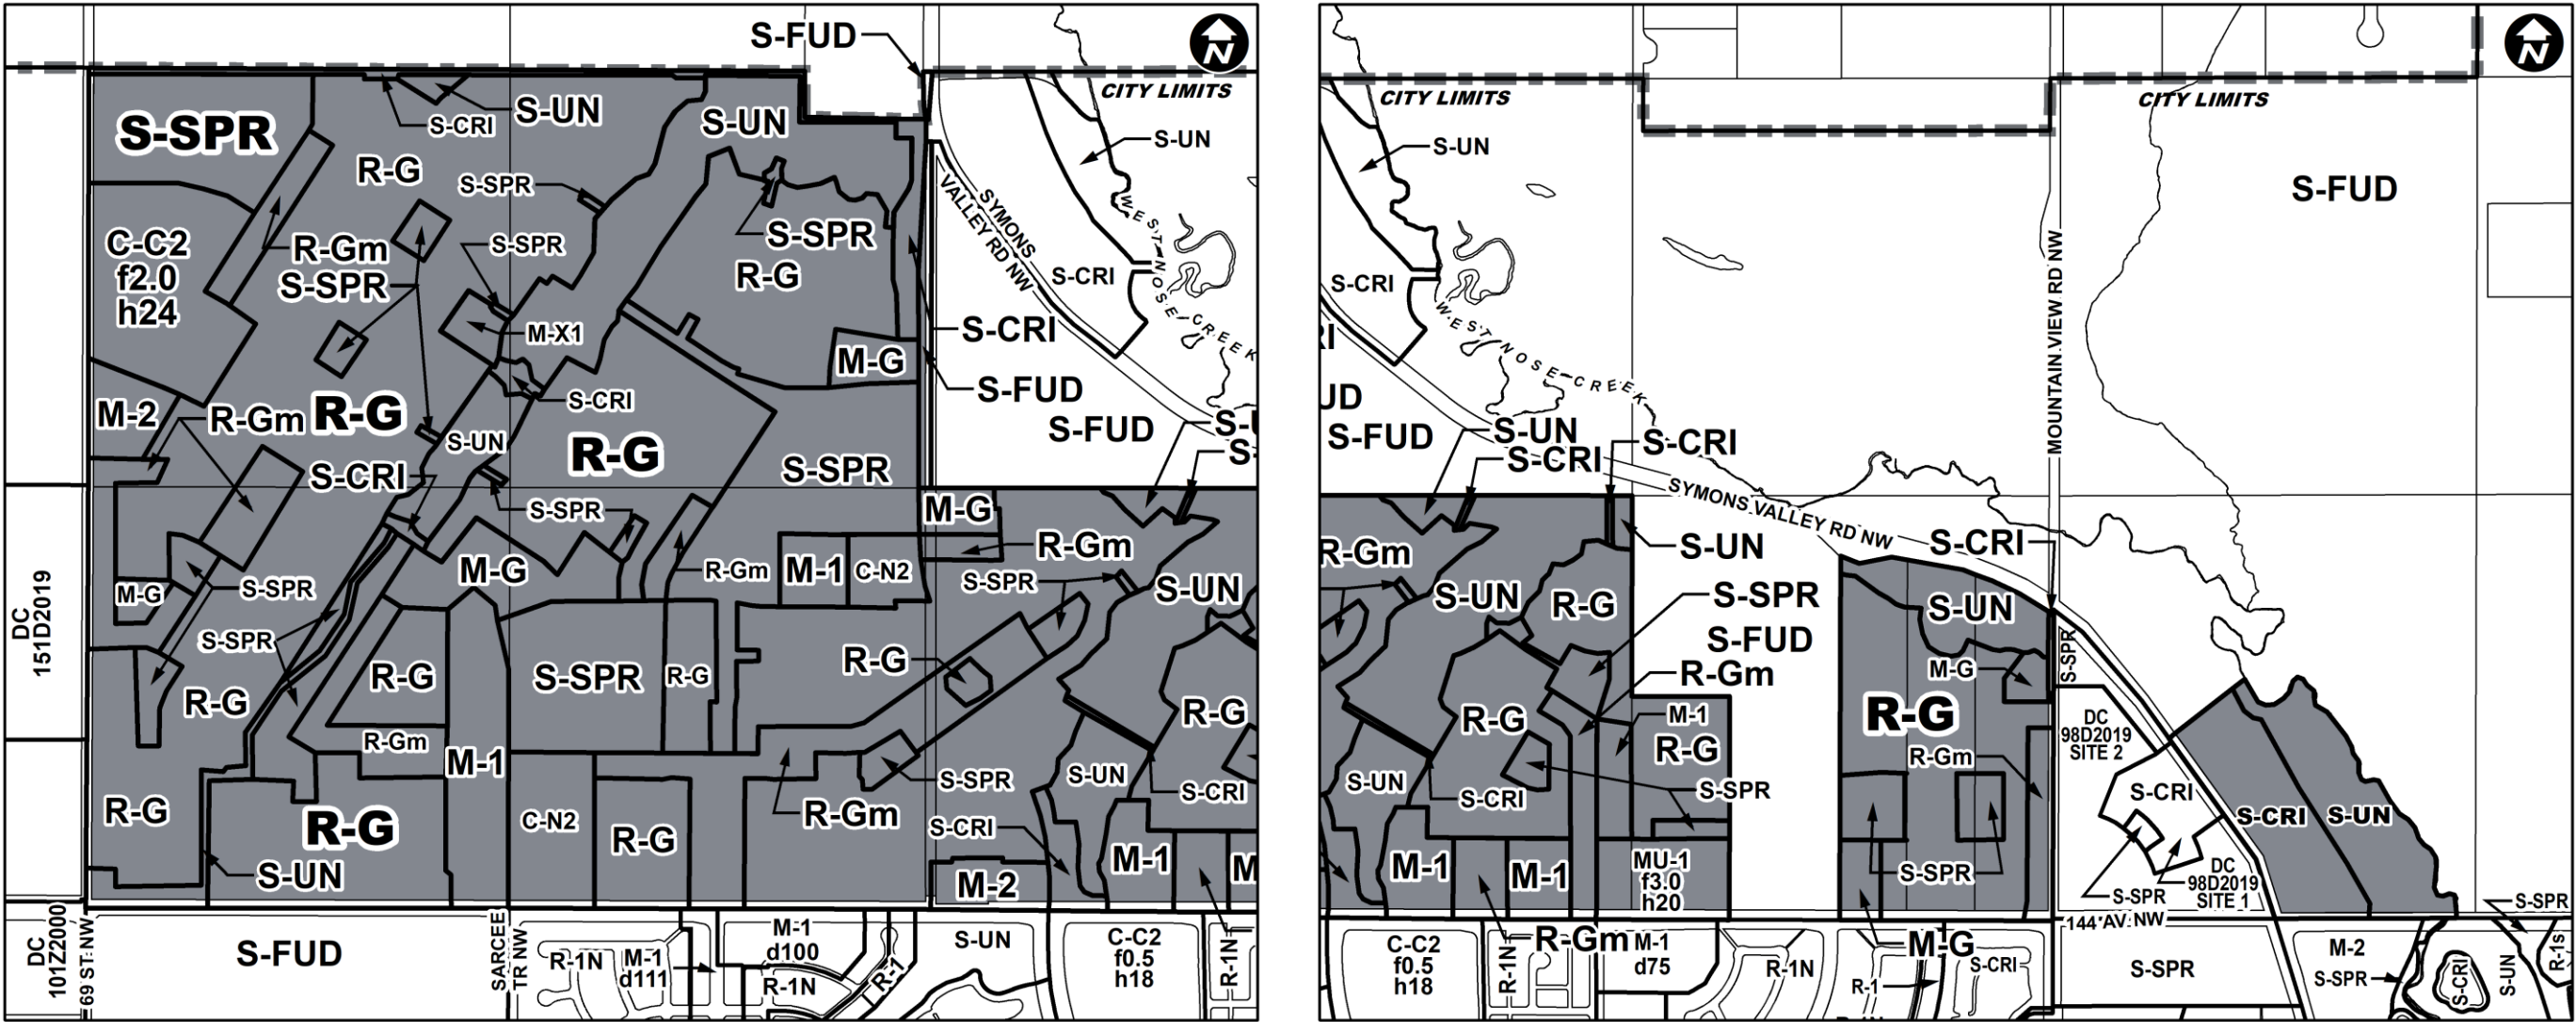 S-FUD
N
CITY LIMITS
S-SPR
S-CRI
S-UN
S-UN
S-UN
R-G
S-SPR
C-C2
f2.0
h24
R-Gm
S-SPR
S-SPR
S-SPR
R-G
SYMONS
VALLEY RD NW
WEST NOSE CREEK
S-CRI
M-X1
S-CRI
M-G
S-FUD
S-FUD
M-2
R-Gm
R-G
S-CRI
S-UN
R-G
S-SPR
S-CRI
S-SPR
M-G
R-Gm
S-SPR
S-UN
DC
151D2019
M-G
S-SPR
S-SPR
M-G
R-Gm
M-1
C-N2
R-G
R-G
S-SPR
R-G
R-G
R-Gm
M-1
S-UN
R-G
S-SPR
S-CRI
R-G
R-G
S-UN
C-N2
R-G
R-Gm
S-CRI
M-2
M-1
M
DC
101Z2000
69 ST NW
S-FUD
SARCEE
TR NW
R-1N
M-1
d111
M-1
d100
R-1N
R-1
S-UN
C-C2
f0.5
h18
R-1N
N
CITY LIMITS
CITY LIMITS
S-UN
S-FUD
S-CRI
WEST NOSE CREEK
MOUNTAIN VIEW RD NW
RI
UD
S-FUD
S-UN
S-CRI
S-CRI
SYMONS VALLEY RD NW
R-Gm
S-UN
R-G
S-UN
S-SPR
S-FUD
R-Gm
S-CRI
S-UN
M-G
S-SPR
R-G
M-1
R-G
R-G
R-Gm
DC
98D2019
SITE 2
S-UN
S-CRI
S-SPR
S-CRI
S-CRI
S-UN
M-1
M-1
MU-1
f3.0
h20
S-SPR
S-SPR
DC
98D2019
SITE 1
S-SPR
144 AV NW
C-C2
f0.5
h18
R-1N
R-Gm
M-1
d75
R-1N
M-G
S-CRI
R-1
S-SPR
M-2
S-SPR
S-CRI
S-UN
R-1s